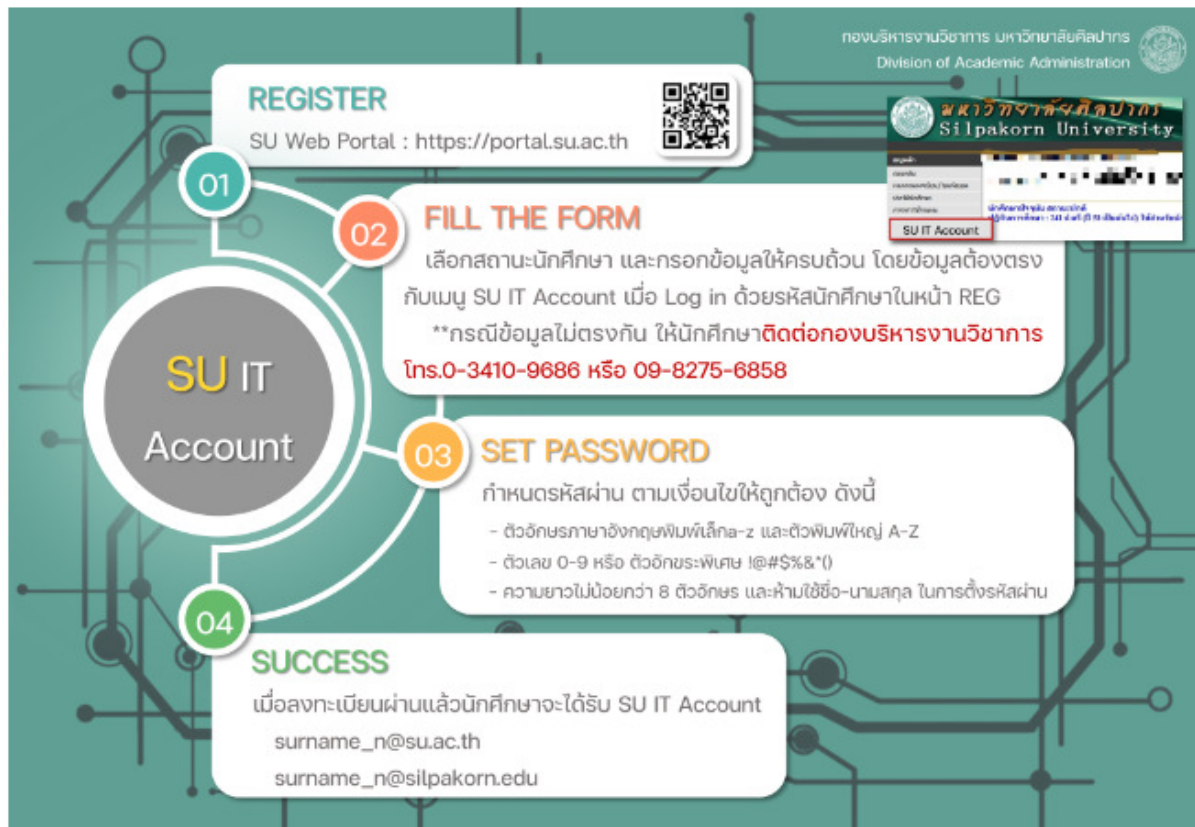 กองบริหารงานวิชาการ มหาวิทยาลัยศิลปากร
Division of Academic Administration
มหาวิทยาลัยศิลปากร
Silpakorn University
SU IT Account
01
REGISTER
SU Web Portal : https://portal.su.ac.th
02
FILL THE FORM
เลือกสถานะนักศึกษา และกรอกข้อมูลให้ครบถ้วน โดยข้อมูลต้องตรง
กับเมนู SU IT Account เมื่อ Log in ด้วยรหัสนักศึกษาในหน้า REG
**กรณีข้อมูลไม่ตรงกัน ให้นักศึกษาติดต่อกองบริหารงานวิชาการ
โทร.0-3410-9686 หรือ 09-8275-6858
SU IT
Account
03
SET PASSWORD
กำหนดรหัสผ่าน ตามเงื่อนไขให้ถูกต้อง ดังนี้
- ตัวอักษรภาษาอังกฤษพิมพ์เล็กa-z และตัวพิมพ์ใหญ่ A-Z
- ตัวเลข 0-9 หรือ ตัวอักขระพิเศษ !@#$%&*()
- ความยาวไม่น้อยกว่า 8 ตัวอักษร และห้ามใช้ชื่อ-นามสกุล ในการตั้งรหัสผ่าน
04
SUCCESS
เมื่อลงทะเบียนผ่านแล้วนักศึกษาจะได้รับ SU IT Account
surname_n@su.ac.th
surname_n@silpakorn.edu